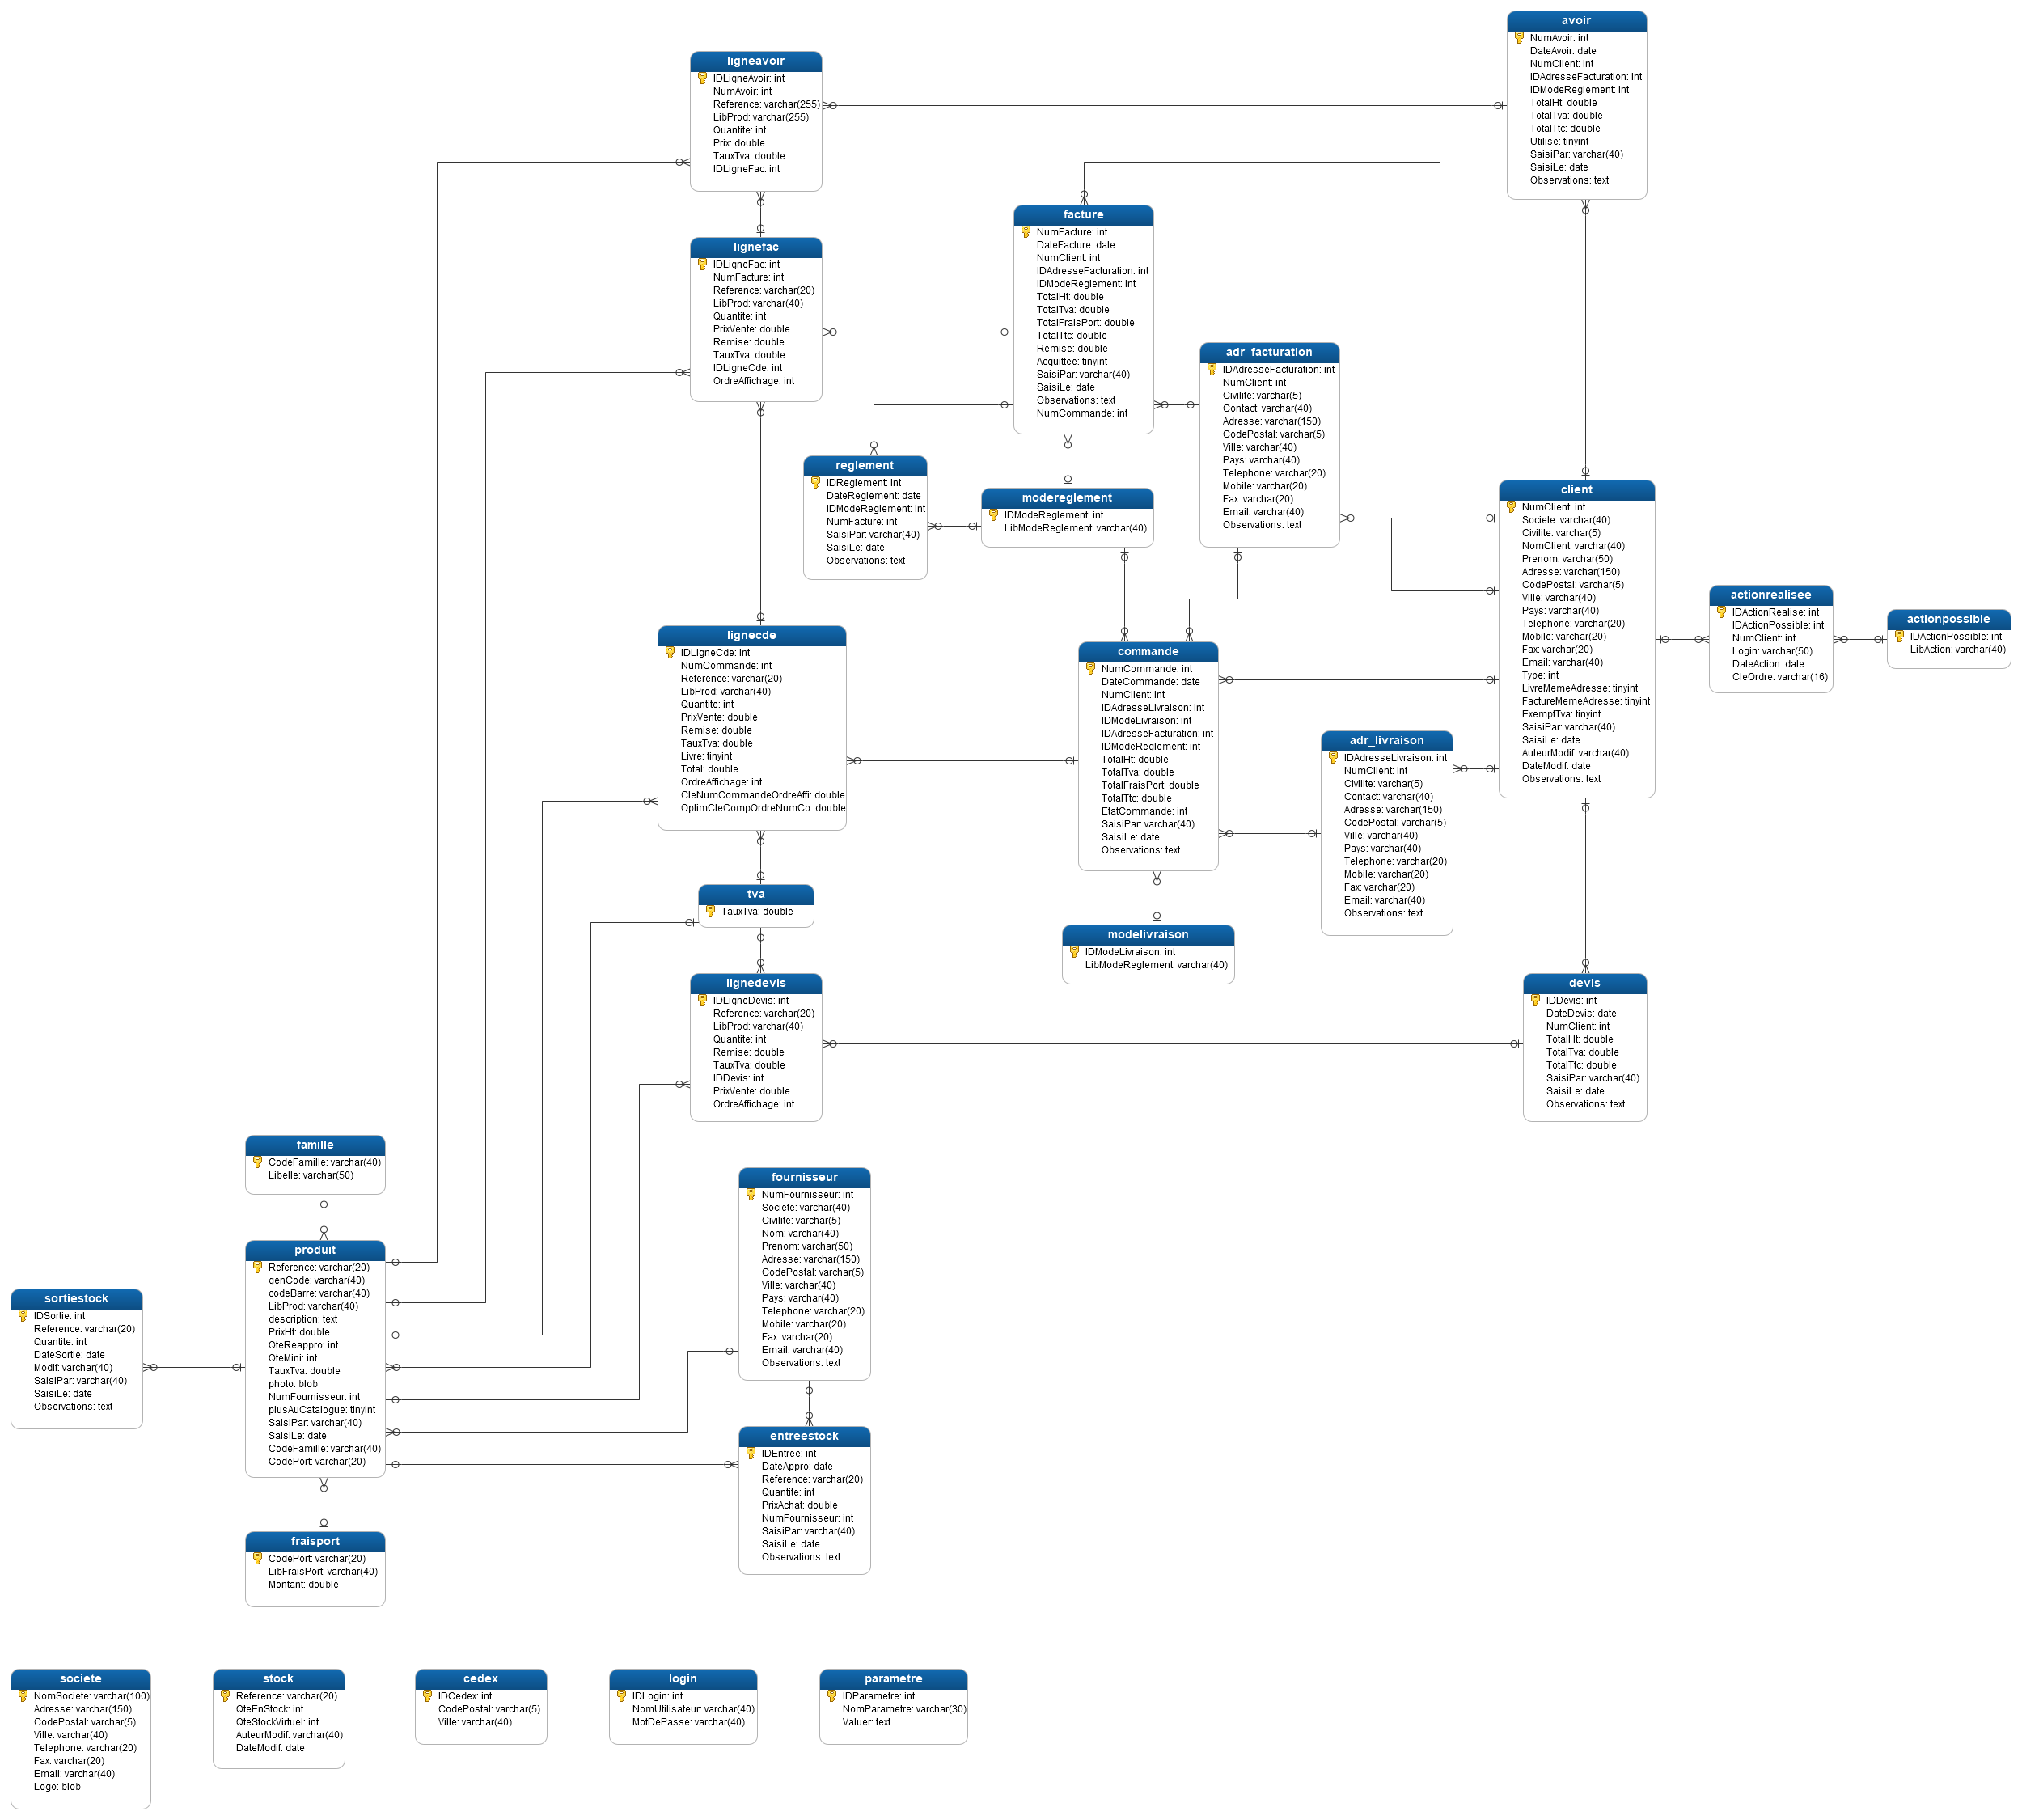 avoir
NumAvoir: int
DateAvoir: date
NumClient: int
IDAdresseFacturation: int
IDModeReglement: int
TotalHt: double
TotalTva: double
TotalTtc: double
Utilise: tinyint
SaisiPar: varchar(40)
SaisiLe: date
Observations: text
ligneavoir
IDLigneAvoir: int
NumAvoir: int
Reference: varchar(255)
LibProd: varchar(255)
Quantite: int
Prix: double
TauxTva: double
IDLigneFac: int
facture
NumFacture: int
DateFacture: date
NumClient: int
IDAdresseFacturation: int
IDModeReglement: int
TotalHt: double
TotalTva: double
TotalFraisPort: double
TotalTtc: double
Remise: double
Acquittee: tinyint
SaisiPar: varchar(40)
SaisiLe: date
Observations: text
NumCommande: int
lignefac
IDLigneFac: int
NumFacture: int
Reference: varchar(20)
LibProd: varchar(40)
Quantite: int
PrixVente: double
Remise: double
TauxTva: double
IDLigneCde: int
OrdreAffichage: int
adr_facturation
IDAdresseFacturation: int
NumClient: int
Civilite: varchar(5)
Contact: varchar(40)
Adresse: varchar(150)
CodePostal: varchar(5)
Ville: varchar(40)
Pays: varchar(40)
Telephone: varchar(20)
Mobile: varchar(20)
Fax: varchar(20)
Email: varchar(40)
Observations: text
reglement
IDReglement: int
DateReglement: date
IDModeReglement: int
NumFacture: int
SaisiPar: varchar(40)
SaisiLe: date
Observations: text
modereglement
IDModeReglement: int
LibModeReglement: varchar(40)
client
NumClient: int
Societe: varchar(40)
Civilite: varchar(5)
NomClient: varchar(40)
Prenom: varchar(50)
Adresse: varchar(150)
CodePostal: varchar(5)
Ville: varchar(40)
Pays: varchar(40)
Telephone: varchar(20)
Mobile: varchar(20)
Fax: varchar(20)
Email: varchar(40)
Type: int
LivreMemeAdresse: tinyint
FactureMemeAdresse: tinyint
ExemptTva: tinyint
SaisiPar: varchar(40)
SaisiLe: date
AuteurModif: varchar(40)
DateModif: date
Observations: text
actionrealisee
IDActionRealise: int
IDActionPossible: int
NumClient: int
Login: varchar(50)
DateAction: date
CleOrdre: varchar(16)
actionpossible
IDActionPossible: int
LibAction: varchar(40)
lignecde
IDLigneCde: int
NumCommande: int
Reference: varchar(20)
LibProd: varchar(40)
Quantite: int
PrixVente: double
Remise: double
TauxTva: double
Livre: tinyint
Total: double
OrdreAffichage: int
CleNumCommandeOrdreAffi: double
OptimCleCompOrdreNumCo: double
commande
NumCommande: int
DateCommande: date
NumClient: int
IDAdresseLivraison: int
IDModeLivraison: int
IDAdresseFacturation: int
IDModeReglement: int
TotalHt: double
TotalTva: double
TotalFraisPort: double
TotalTtc: double
EtatCommande: int
SaisiPar: varchar(40)
SaisiLe: date
Observations: text
adr_livraison
IDAdresseLivraison: int
NumClient: int
Civilite: varchar(5)
Contact: varchar(40)
Adresse: varchar(150)
CodePostal: varchar(5)
Ville: varchar(40)
Pays: varchar(40)
Telephone: varchar(20)
Mobile: varchar(20)
Fax: varchar(20)
Email: varchar(40)
Observations: text
tva
TauxTva: double
modelivraison
IDModeLivraison: int
LibModeReglement: varchar(40)
lignedevis
IDLigneDevis: int
Reference: varchar(20)
LibProd: varchar(40)
Quantite: int
Remise: double
TauxTva: double
IDDevis: int
PrixVente: double
OrdreAffichage: int
devis
IDDevis: int
DateDevis: date
NumClient: int
TotalHt: double
TotalTva: double
TotalTtc: double
SaisiPar: varchar(40)
SaisiLe: date
Observations: text
famille
CodeFamille: varchar(40)
Libelle: varchar(50)
fournisseur
NumFournisseur: int
Societe: varchar(40)
Civilite: varchar(5)
Nom: varchar(40)
Prenom: varchar(50)
Adresse: varchar(150)
CodePostal: varchar(5)
Ville: varchar(40)
Pays: varchar(40)
Telephone: varchar(20)
Mobile: varchar(20)
Fax: varchar(20)
Email: varchar(40)
Observations: text
produit
Reference: varchar(20)
genCode: varchar(40)
codeBarre: varchar(40)
LibProd: varchar(40)
description: text
PrixHt: double
QteReappro: int
QteMini: int
TauxTva: double
photo: blob
NumFournisseur: int
plusAuCatalogue: tinyint
SaisiPar: varchar(40)
SaisiLe: date
CodeFamille: varchar(40)
CodePort: varchar(20)
sortiestock
IDSortie: int
Reference: varchar(20)
Quantite: int
DateSortie: date
Modif: varchar(40)
SaisiPar: varchar(40)
SaisiLe: date
Observations: text
entreestock
IDEntree: int
DateAppro: date
Reference: varchar(20)
Quantite: int
PrixAchat: double
NumFournisseur: int
SaisiPar: varchar(40)
SaisiLe: date
Observations: text
fraisport
CodePort: varchar(20)
LibFraisPort: varchar(40)
Montant: double
societe
NomSociete: varchar(100)
Adresse: varchar(150)
CodePostal: varchar(5)
Ville: varchar(40)
Telephone: varchar(20)
Fax: varchar(20)
Email: varchar(40)
Logo: blob
stock
Reference: varchar(20)
QteEnStock: int
QteStockVirtuel: int
AuteurModif: varchar(40)
DateModif: date
cedex
IDCedex: int
CodePostal: varchar(5)
Ville: varchar(40)
login
IDLogin: int
NomUtilisateur: varchar(40)
MotDePasse: varchar(40)
parametre
IDParametre: int
NomParametre: varchar(30)
Valuer: text